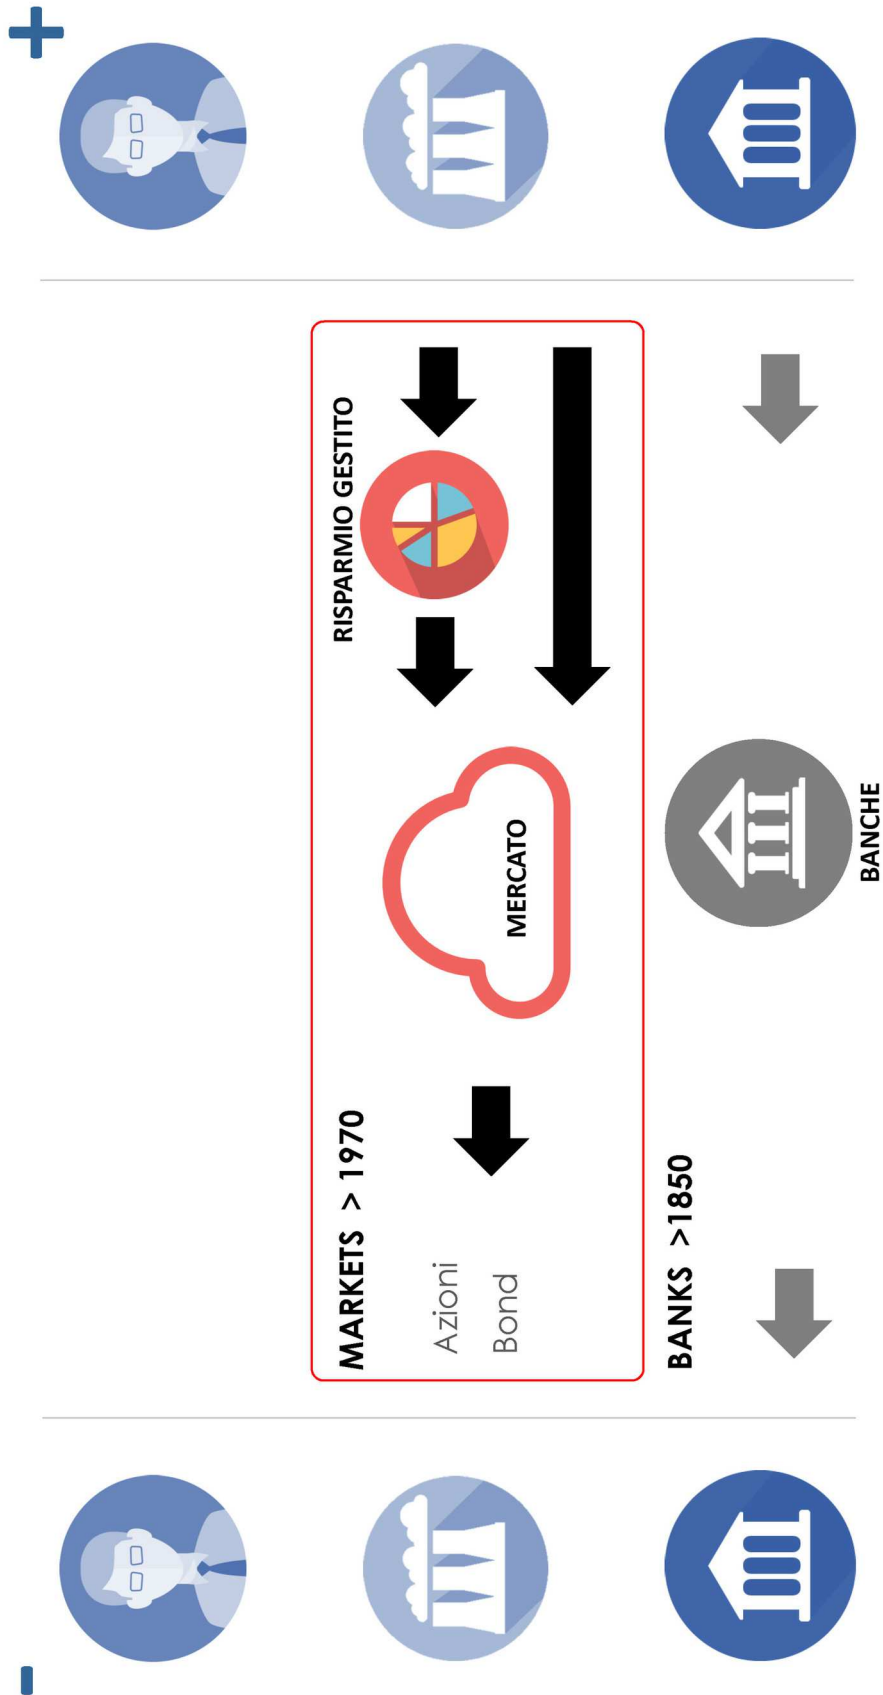 -
+
MARKETS > 1970
RISPARMIO GESTITO
Azioni
Bond
MERCATO
BANKS >1850
BANCHE